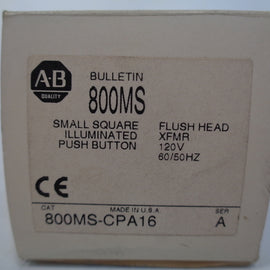 A-B
QUALITY
BULLETIN
800MS
SMALL SQUARE FLUSH HEAD
ILLUMINATED XFMR
PUSH BUTTON 120V
60/50HZ
CE
MADE IN U.S.A.
CAT SER
800MS-CPA16 A